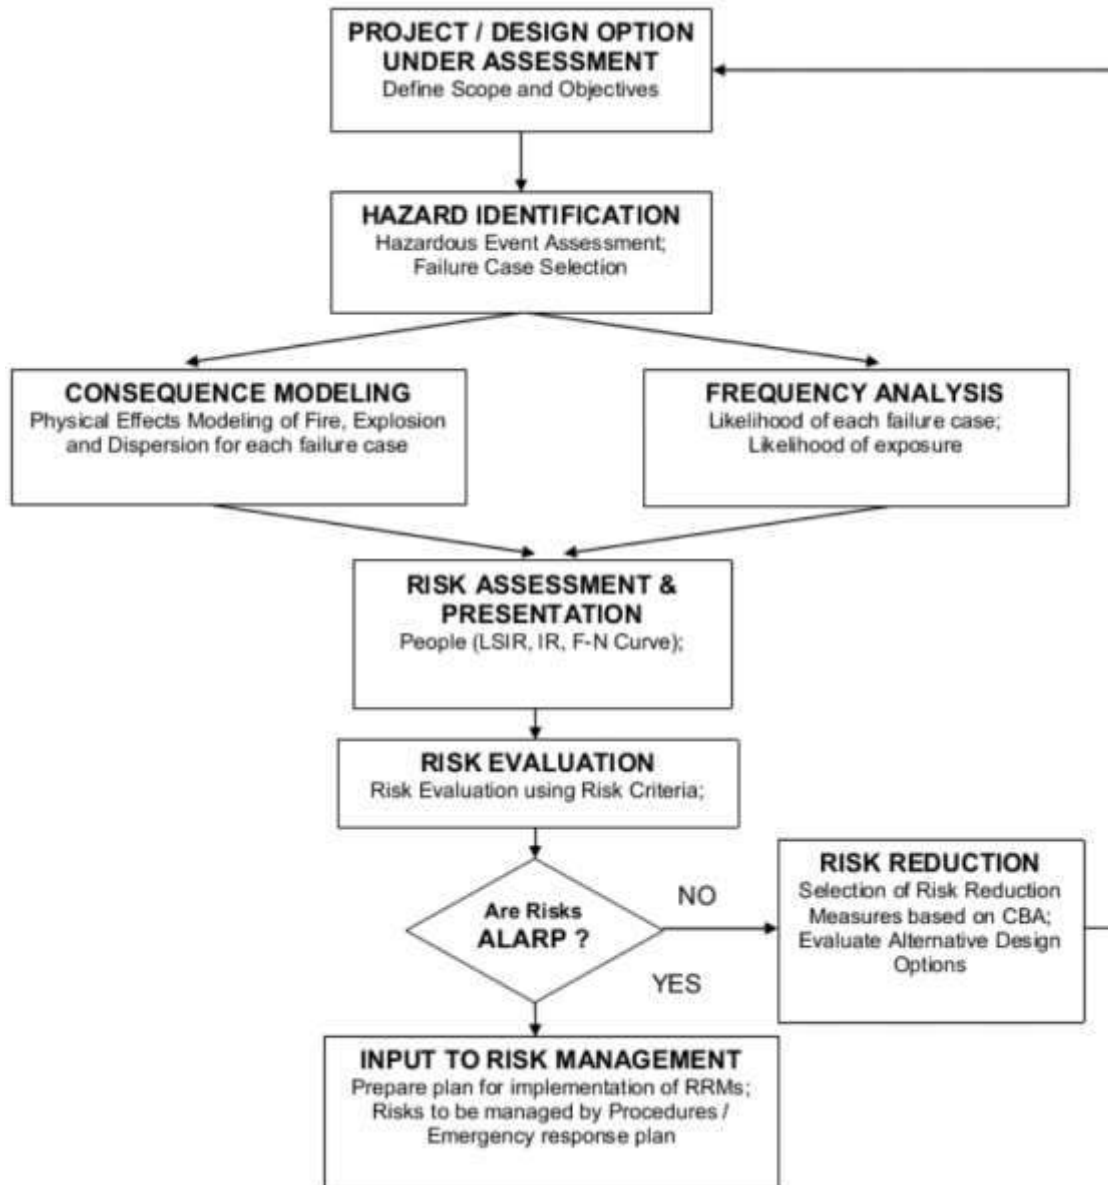 PROJECT / DESIGN OPTION
UNDER ASSESSMENT
Define Scope and Objectives
HAZARD IDENTIFICATION
Hazardous Event Assessment;
Failure Case Selection
CONSEQUENCE MODELING
Physical Effects Modeling of Fire, Explosion
and Dispersion for each failure case
FREQUENCY ANALYSIS
Likelihood of each failure case;
Likelihood of exposure
RISK ASSESSMENT &
PRESENTATION
People (LSIR, IR, F-N Curve);
RISK EVALUATION
Risk Evaluation using Risk Criteria;
Are Risks
ALARP ?
NO
YES
RISK REDUCTION
Selection of Risk Reduction
Measures based on CBA;
Evaluate Alternative Design
Options
INPUT TO RISK MANAGEMENT
Prepare plan for implementation of RRMs;
Risks to be managed by Procedures /
Emergency response plan